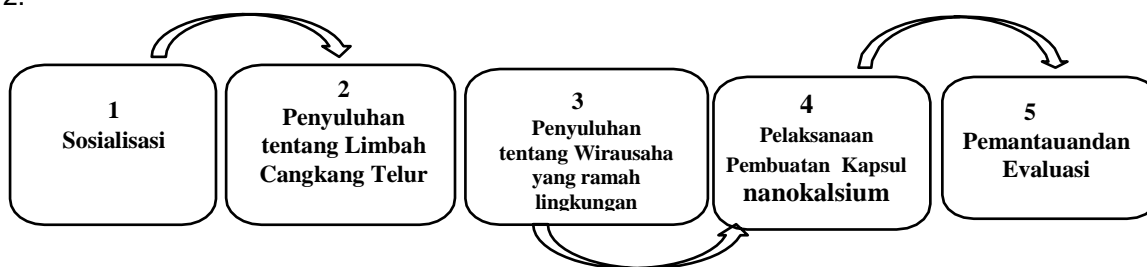 2.
1
Sosialisasi
2
Penyuluhan
tentang Limbah
Cangkang Telur
3
Penyuluhan
tentang Wirausaha
yang ramah
lingkungan
4
Pelaksanaan
Pembuatan Kapsul
nanokalsium
5
Pemantauandan
Evaluasi